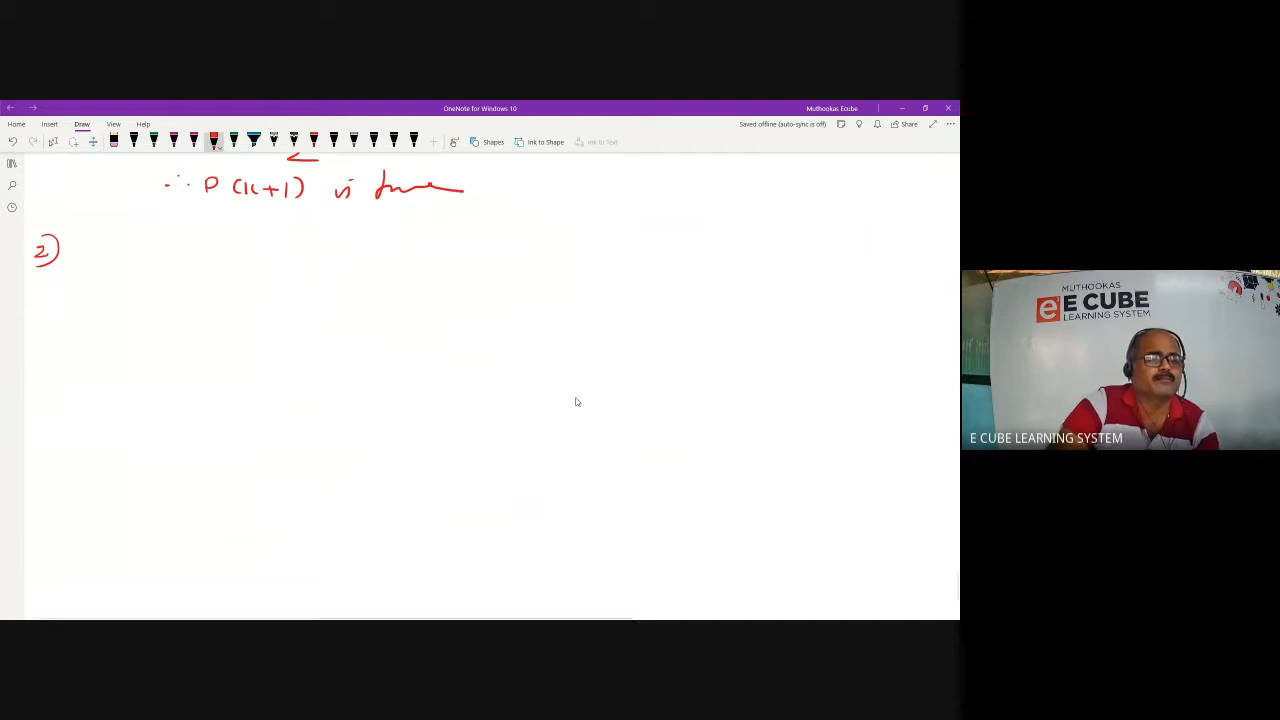 OneNote for Windows 10
Muthookas Ecube
Home Insert Draw View Help
Saved offline (auto-sync is off)
Share
Shapes
Ink to Shape
Ink to Text
∴ P(k+1) is true
2)
MUTHOOKAS
e E CUBE
LEARNING SYSTEM
E CUBE LEARNING SYSTEM